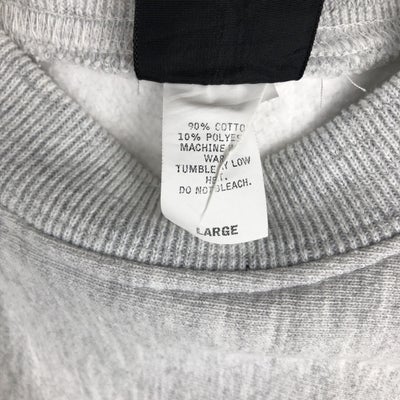 90% COTTO
10% POLYES
MACHINE
WAR
TUMBLE Y LOW
H T.
DO NOT BLEACH.
LARGE